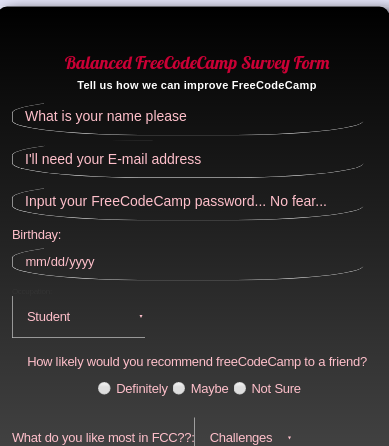 Balanced FreeCodeCamp Survey Form
Tell us how we can improve FreeCodeCamp
What is your name please
I'll need your E-mail address
Input your FreeCodeCamp password... No fear...
Birthday:
mm/dd/yyyy
Student
How likely would you recommend freeCodeCamp to a friend?
Definitely Maybe Not Sure
What do you like most in FCC??: Challenges